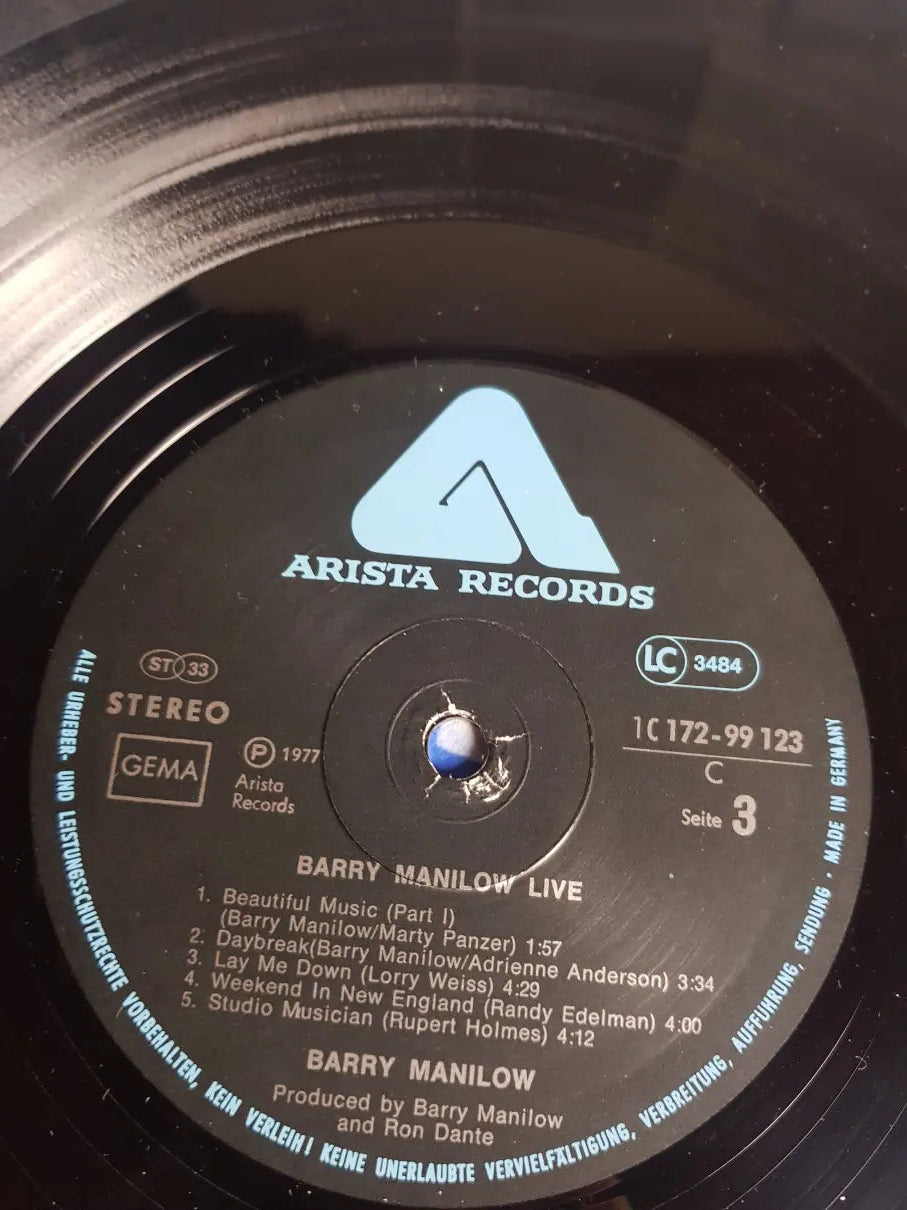 ARISTA RECORDS
ST 33
STEREO
GEMA
P 1977
Arista
Records
LC 3484
1C 172-99 123
C
Seite 3
BARRY MANILOW LIVE
1. Beautiful Music (Part I)
(Barry Manilow/Marty Panzer) 1:57
2. Daybreak(Barry Manilow/Adrienne Anderson) 3:34
3. Lay Me Down (Lorry Weiss) 4:29
4. Weekend In New England (Randy Edelman) 4:00
5. Studio Musician (Rupert Holmes) 4:12
BARRY MANILOW
Produced by Barry Manilow
and Ron Dante
ALLE URHEBER- UND LEISTUNGSSCHUTZRECHTE VORBEHALTEN, KEIN VERLEIH! KEINE UNERLAUBTE VERVIELFÄLTIGUNG, VERBREITUNG, AUFFÜHRUNG, SENDUNG · MADE IN GERMANY